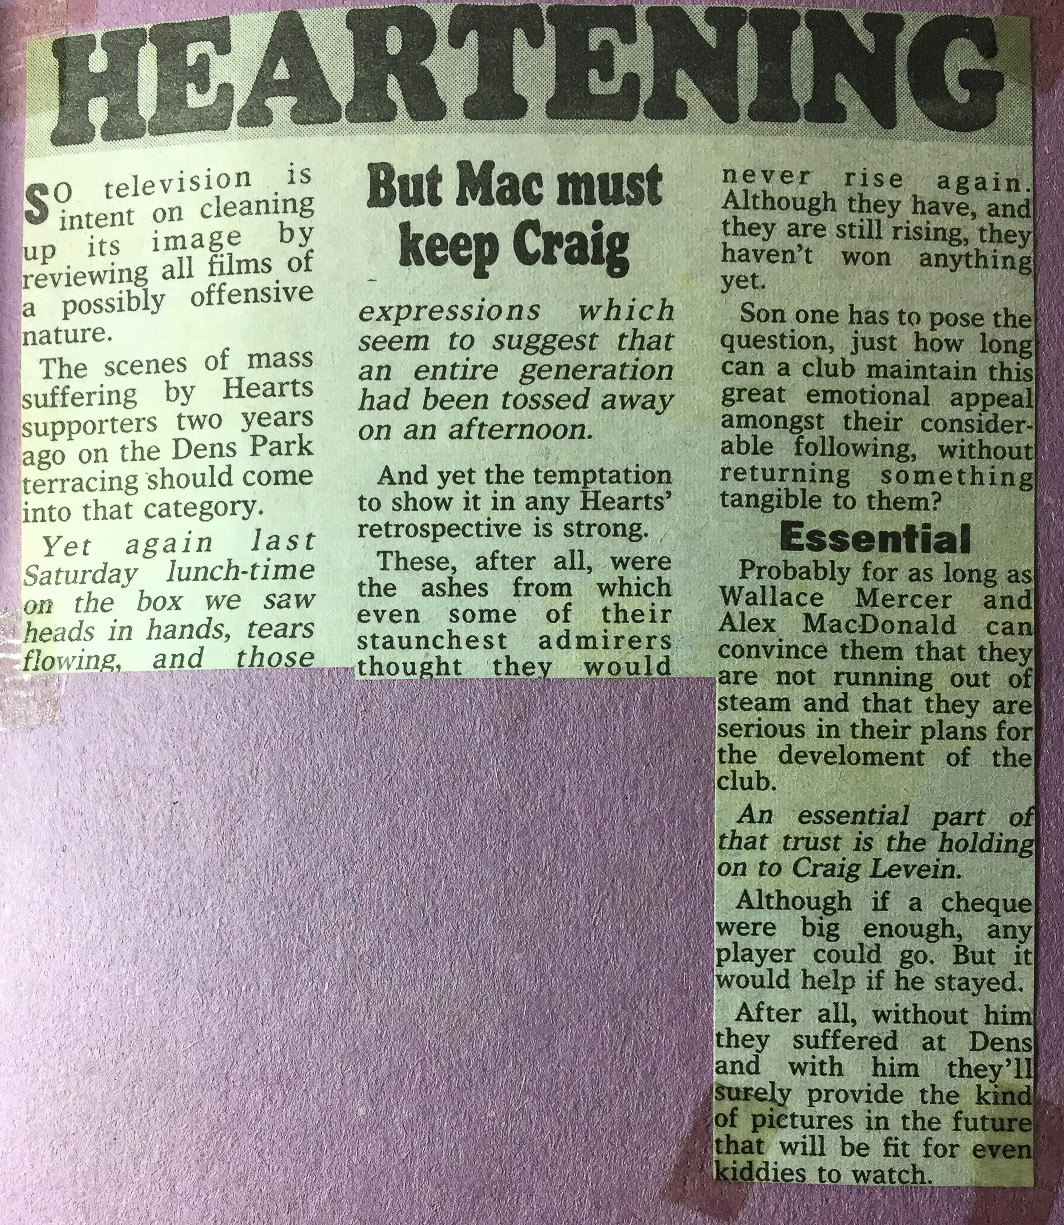 HEARTENING
SO television is
intent on cleaning
up its image by
reviewing all films of
a possibly offensive
nature.
The scenes of mass
suffering by Hearts
supporters two years
ago on the Dens Park
terracing should come
into that category.
Yet again last
Saturday lunch-time
on the box we saw
heads in hands, tears
flowing, and those
But Mac must
keep Craig
expressions which
seem to suggest that
an entire generation
had been tossed away
on an afternoon.
And yet the temptation
to show it in any Hearts'
retrospective is strong.
These, after all, were
the ashes from which
even some of their
staunchest admirers
thought they would
never rise again.
Although they have, and
they are still rising, they
haven't won anything
yet.
Son one has to pose the
question, just how long
can a club maintain this
great emotional appeal
amongst their consider-
able following, without
returning something
tangible to them?
Essential
Probably for as long as
Wallace Mercer and
Alex MacDonald can
convince them that they
are not running out of
steam and that they are
serious in their plans for
the develoment of the
club.
An essential part of
that trust is the holding
on to Craig Levein.
Although if a cheque
were big enough, any
player could go. But it
would help if he stayed.
After all, without him
they suffered at Dens
and with him they'll
surely provide the kind
of pictures in the future
that will be fit for even
kiddies to watch.